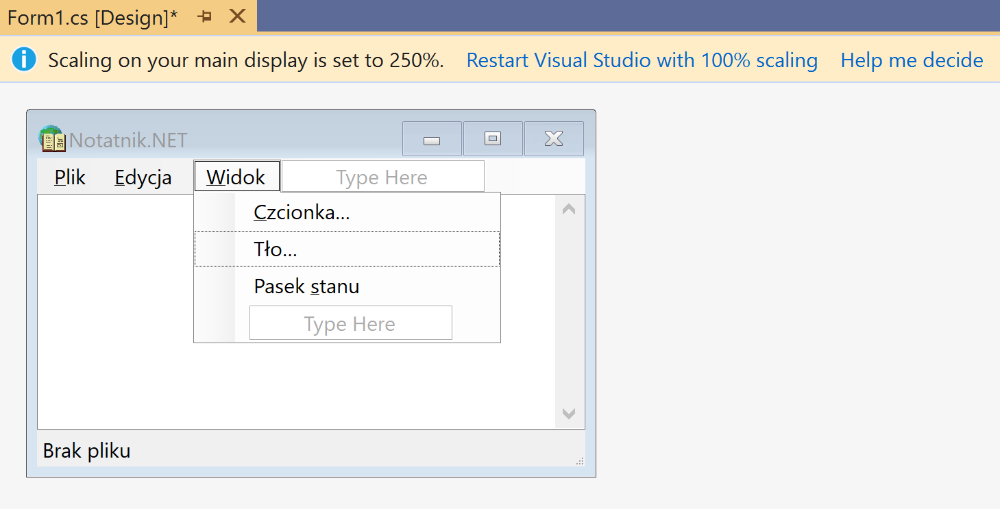 Form1.cs [Design]*
Scaling on your main display is set to 250%. Restart Visual Studio with 100% scaling Help me decide
Notatnik.NET
Plik Edycja Widok Type Here
Czcionka...
Tło...
Pasek stanu
Type Here
Brak pliku